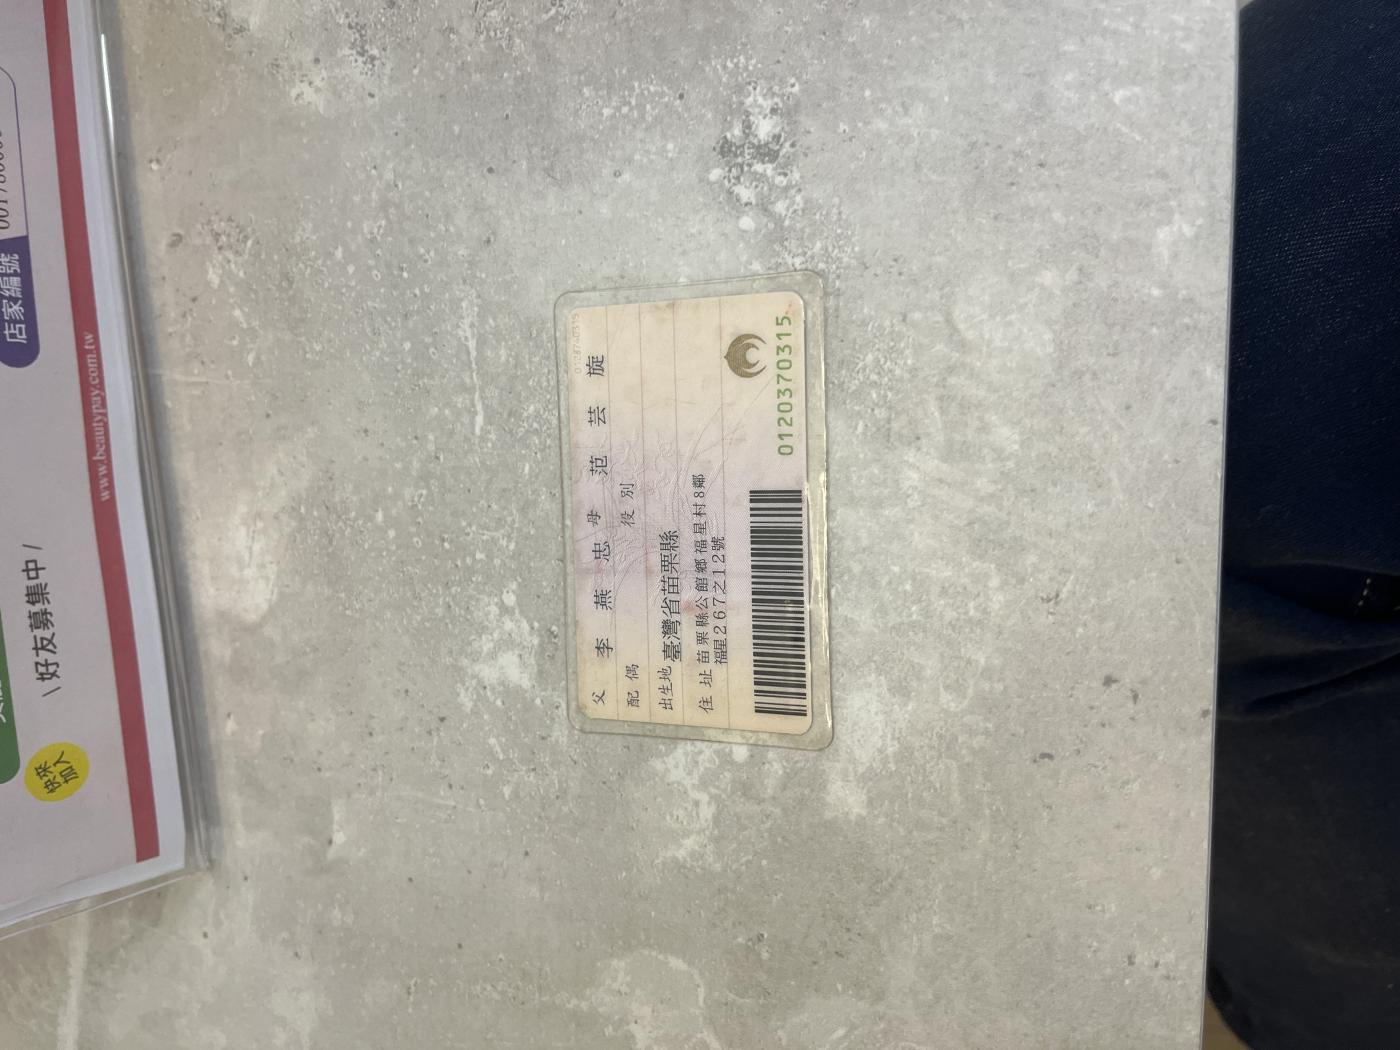 父 李燕忠 母 范芸旋
配偶 役別
出生地 臺灣省苗栗縣
住址 苗栗縣公館鄉福星村8鄰
福星267之12號
0120370315
店家編號
www.beautypay.com.tw
\ 好友募集中 /
快來
加入